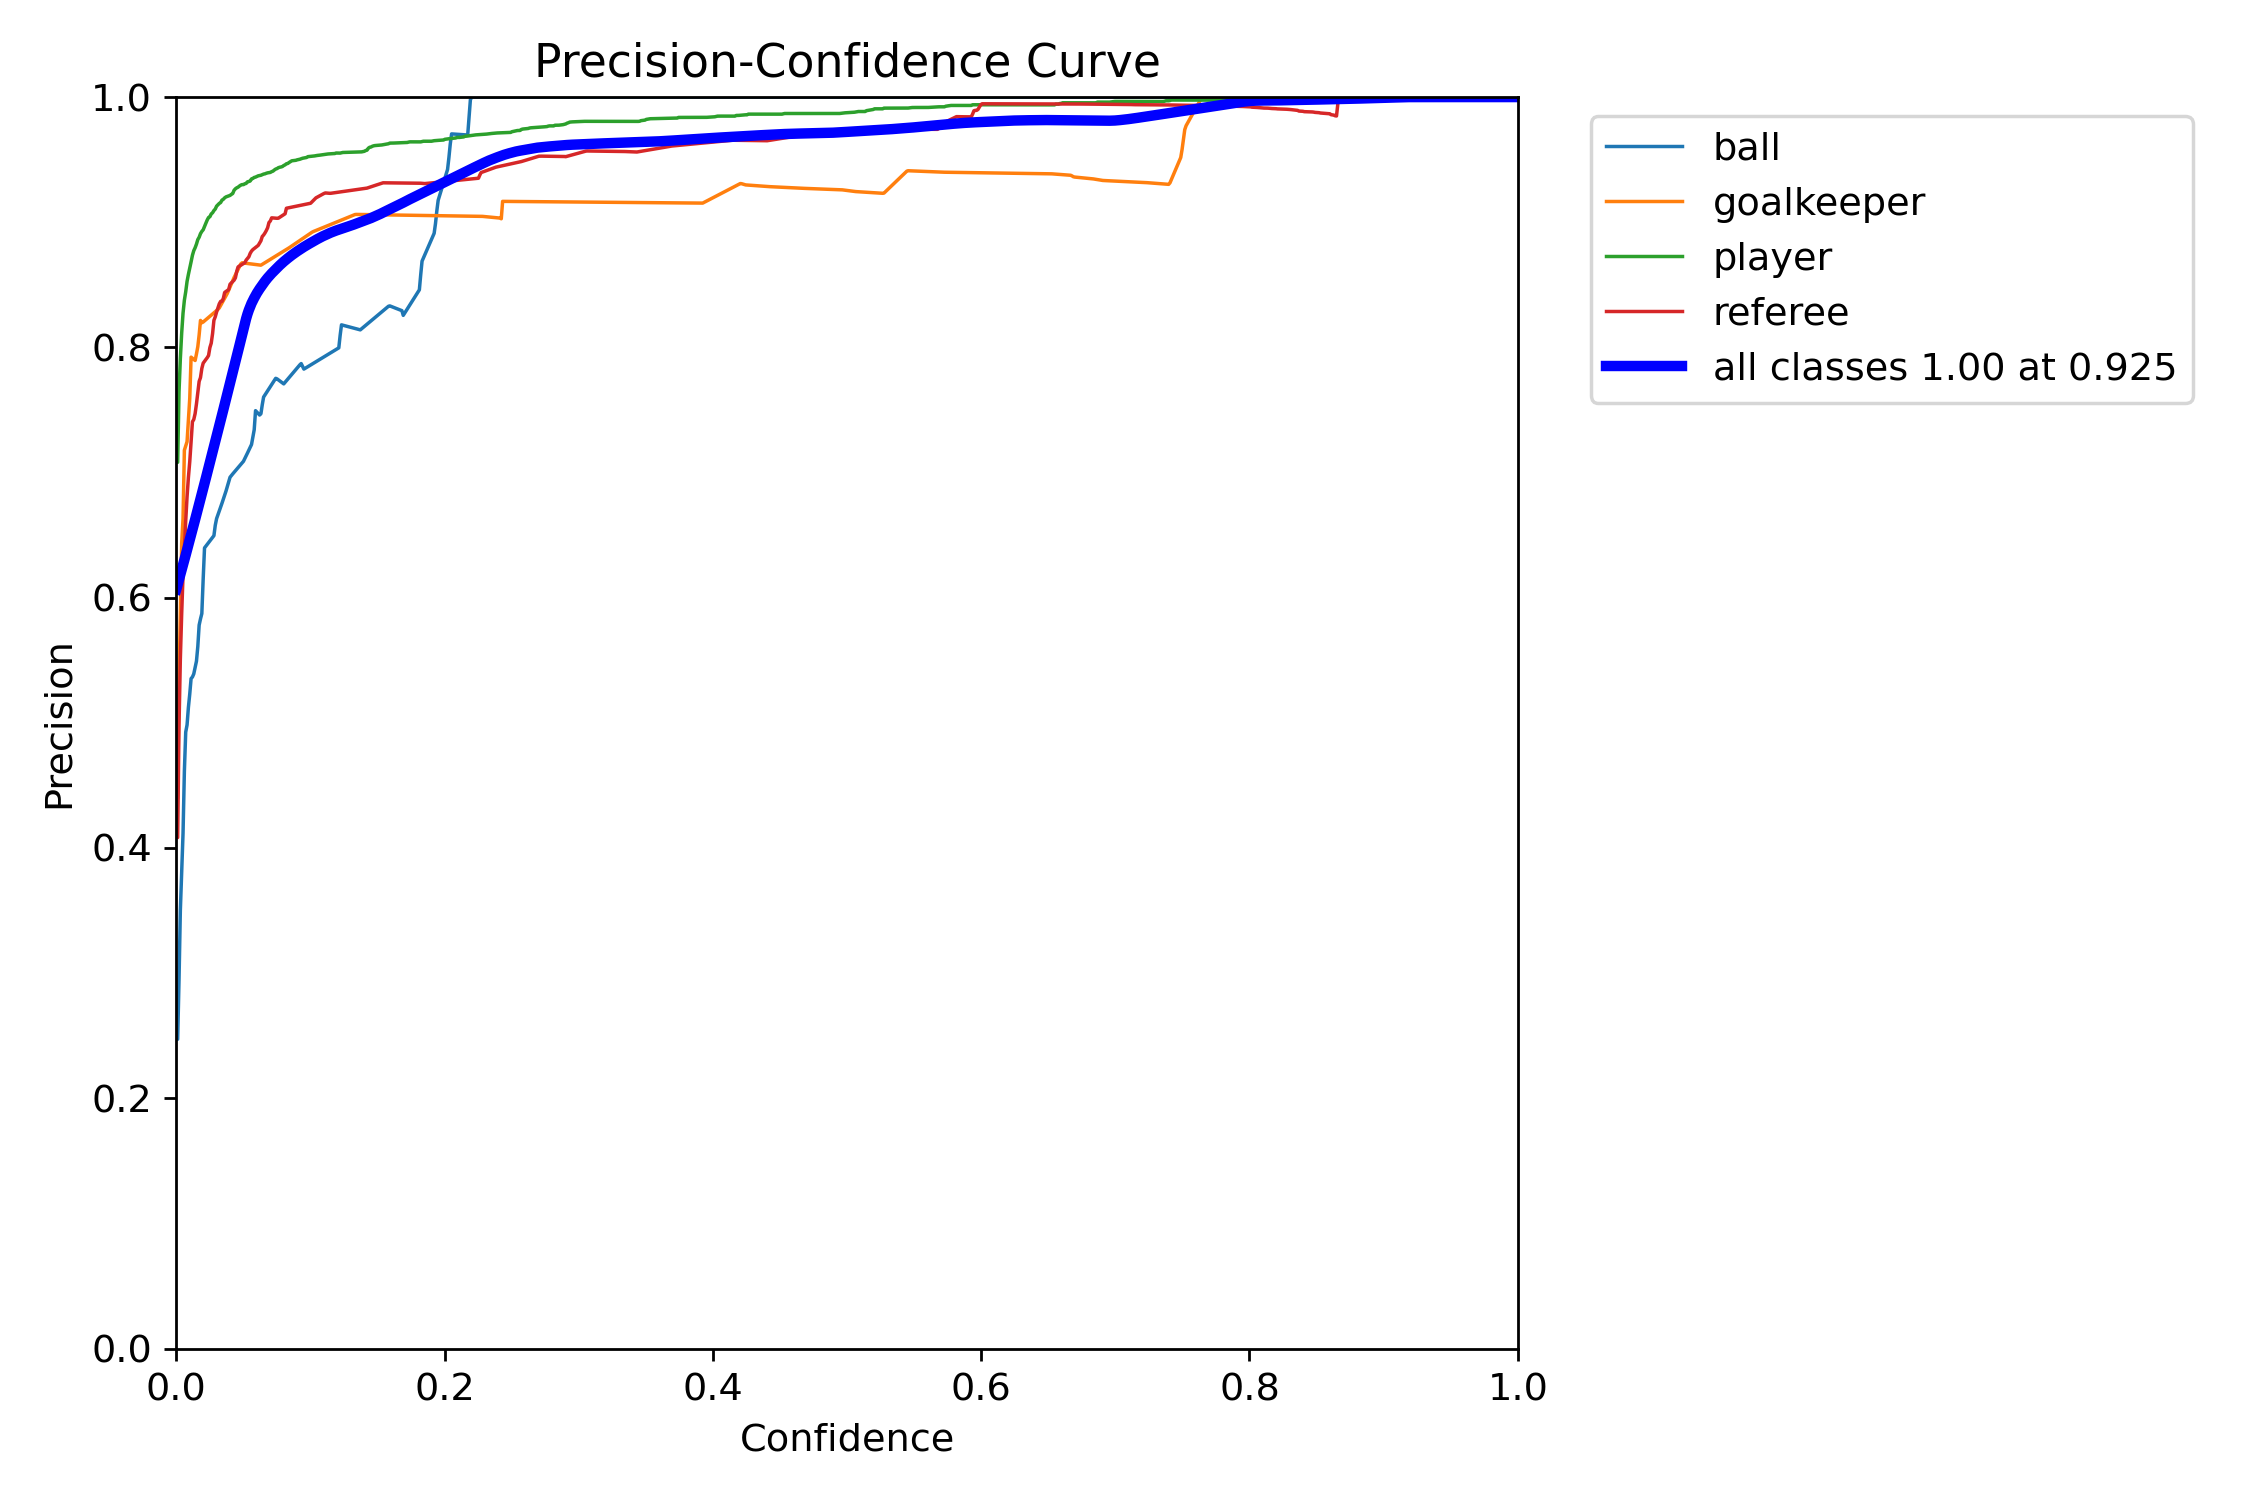 Precision-Confidence Curve
1.0
0.8
0.6
0.4
0.2
0.0
Precision
0.0 0.2 0.4 0.6 0.8 1.0
Confidence
ball
goalkeeper
player
referee
all classes 1.00 at 0.925